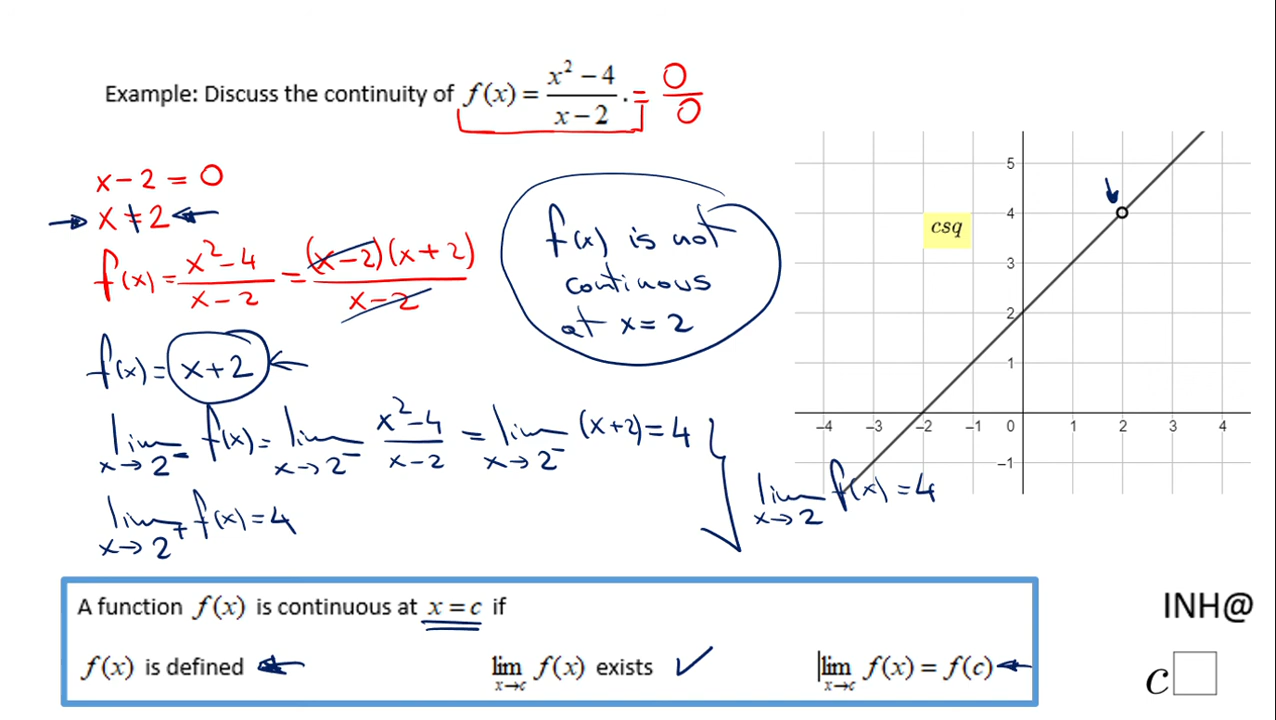 Example: Discuss the continuity of f(x) = (x² − 4)/(x − 2). = 0/0
x − 2 = 0
→ x ≠ 2 ←
f(x) = (x² − 4)/(x − 2) = (x − 2)(x + 2)/(x − 2)
f(x) = x + 2 ←
lim x→2⁻ f(x) = lim x→2⁻ (x² − 4)/(x − 2) = lim x→2⁻ (x + 2) = 4
lim x→2⁺ f(x) = 4
lim x→2 f(x) = 4
f(x) is not
continuous
at x = 2
csq
5
4
3
2
1
−4 −3 −2 −1 0 1 2 3 4
−1
A function f(x) is continuous at x = c if
f(x) is defined ← lim x→c f(x) exists ✓ lim x→c f(x) = f(c) ←
INH@
c□